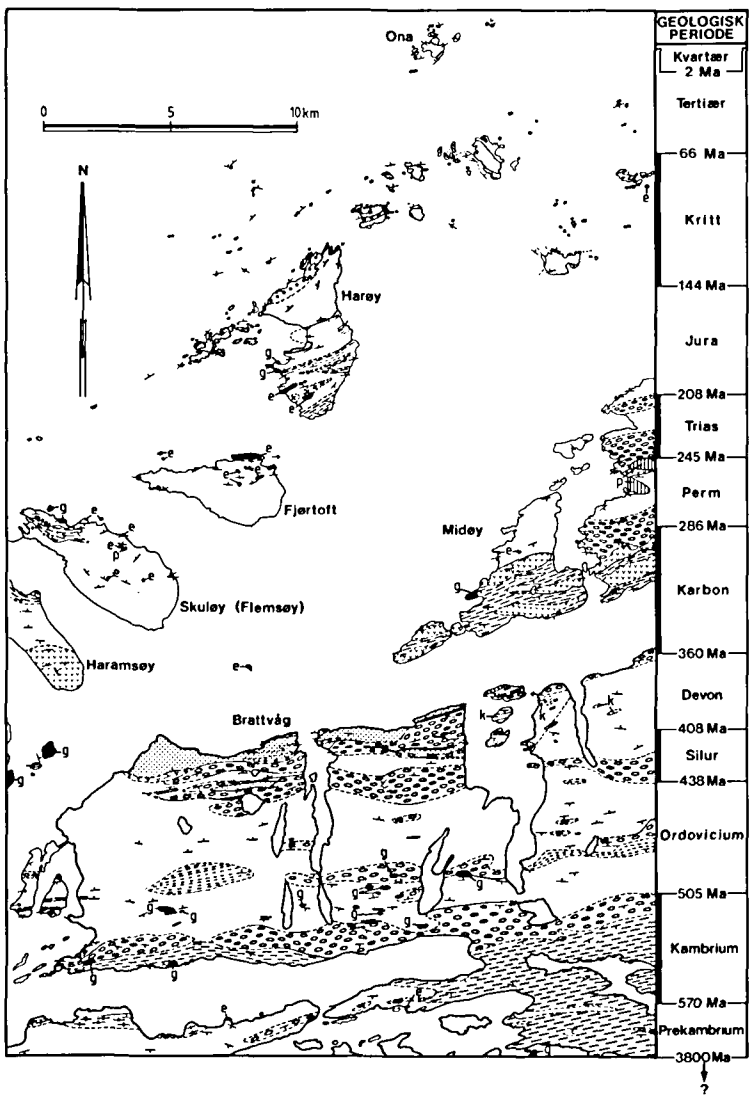 Ona
0 5 10km
N
e
Harøy
g
g
e
e
e
e
e
e
Fjørtoft
g
e
e
e
p
e
e
Skuløy (Flemsøy)
Haramsøy
p
Midøy
e
g
g
e
Brattvåg
k
k
k
g
g
g
g
g
g
g
g
g
g
g
g
e
e
g
GEOLOGISK
PERIODE
Kvartær
2 Ma
Tertiær
66 Ma
Kritt
144 Ma
Jura
208 Ma
Trias
245 Ma
Perm
286 Ma
Karbon
360 Ma
Devon
408 Ma
Silur
438 Ma
Ordovicium
505 Ma
Kambrium
570 Ma
Prekambrium
3800 Ma
?